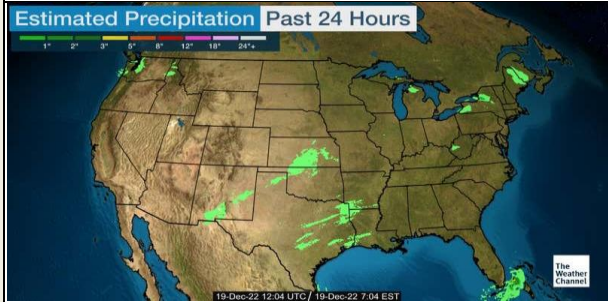 Estimated Precipitation Past 24 Hours
1" 2" 3" 5" 8" 12" 18" 24"+
The
Weather
Channel
19-Dec-22 12:04 UTC / 19-Dec-22 7:04 EST